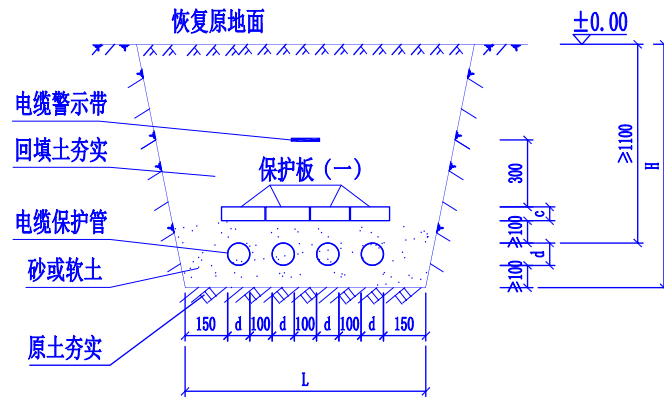 恢复原地面
±0.00
电缆警示带
回填土夯实
保护板（一）
电缆保护管
砂或软土
原土夯实
300
c
≥100
d
≥100
≥1100
H
150 d 100 d 100 d 100 d 150
L